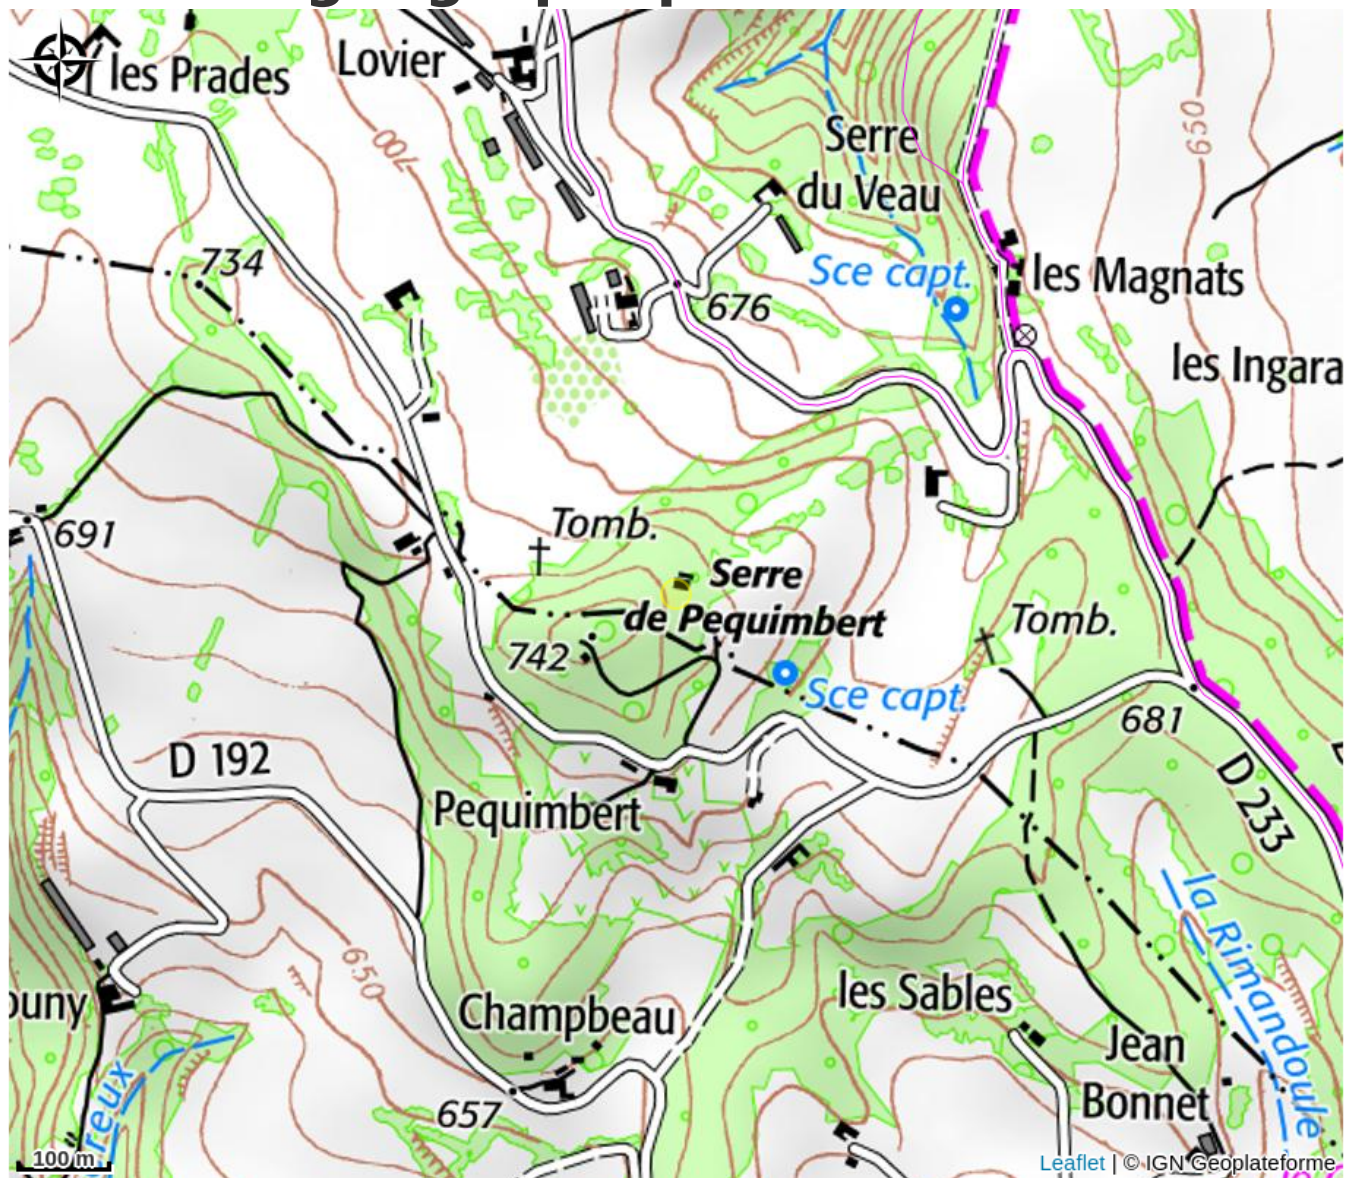 les Prades
Lovier
700
Serre
du Veau
650
734
Sce capt.
les Magnats
676
les Ingara
691
Tomb.
Serre
de Pequimbert
742
Tomb.
Sce capt.
681
D 192
D 233
Pequimbert
650
la Rimandoule
les Sables
ouny
Champbeau
Jean
Bonnet
657
reux
100 m
Leaflet | © IGN Geoplateforme